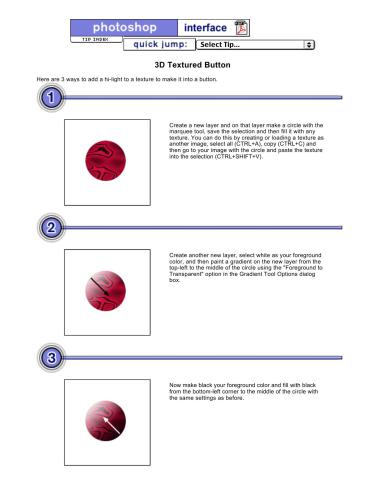 photoshop interface
TIP INDEX
quick jump: Select Tip...
3D Textured Button
Here are 3 ways to add a hi-light to a texture to make it into a button.
1
Create a new layer and on that layer make a circle with the
marquee tool, save the selection and then fill it with any
texture. You can do this by creating or loading a texture as
another image, select all (CTRL+A), copy (CTRL+C) and
then go to your image with the circle and paste the texture
into the selection (CTRL+SHIFT+V).
2
Create another new layer, select white as your foreground
color, and then paint a gradient on the new layer from the
top-left to the middle of the circle using the "Foreground to
Transparent" option in the Gradient Tool Options dialog
box.
3
Now make black your foreground color and fill with black
from the bottom-left corner to the middle of the circle with
the same settings as before.